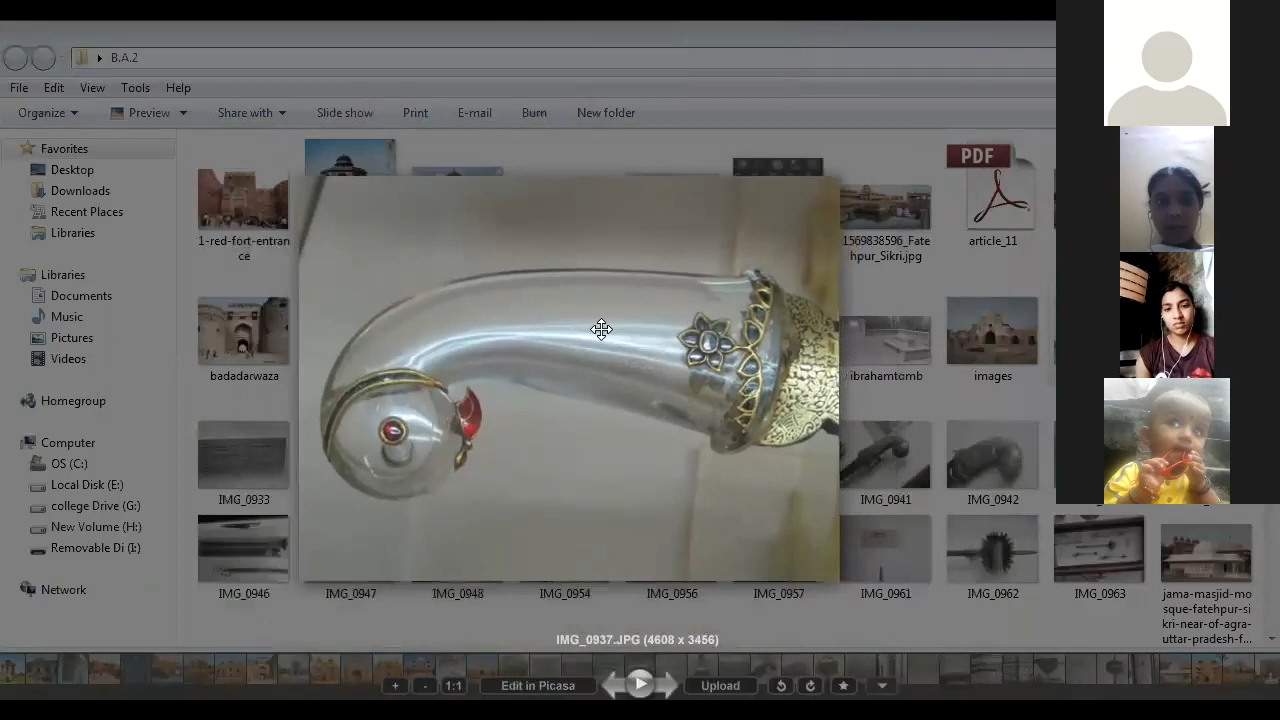 B.A.2
File Edit View Tools Help
Organize Preview Share with Slide show Print E-mail Burn New folder
Favorites
Desktop
Downloads
Recent Places
Libraries
Libraries
Documents
Music
Pictures
Videos
Homegroup
Computer
OS (C:)
Local Disk (E:)
college Drive (G:)
New Volume (H:)
Removable Di (I:)
Network
PDF
1-red-fort-entran
ce
1569838596_Fate
hpur_Sikri.jpg
article_11
badadarwaza
ibrahamtomb
images
IMG_0933
IMG_0941
IMG_0942
IMG_0946
IMG_0947
IMG_0948
IMG_0954
IMG_0956
IMG_0957
IMG_0961
IMG_0962
IMG_0963
jama-masjid-mo
sque-fatehpur-si
kri-near-of-agra-
uttar-pradesh-f...
IMG_0937.JPG (4608 x 3456)
+ - 1:1 Edit in Picasa Upload